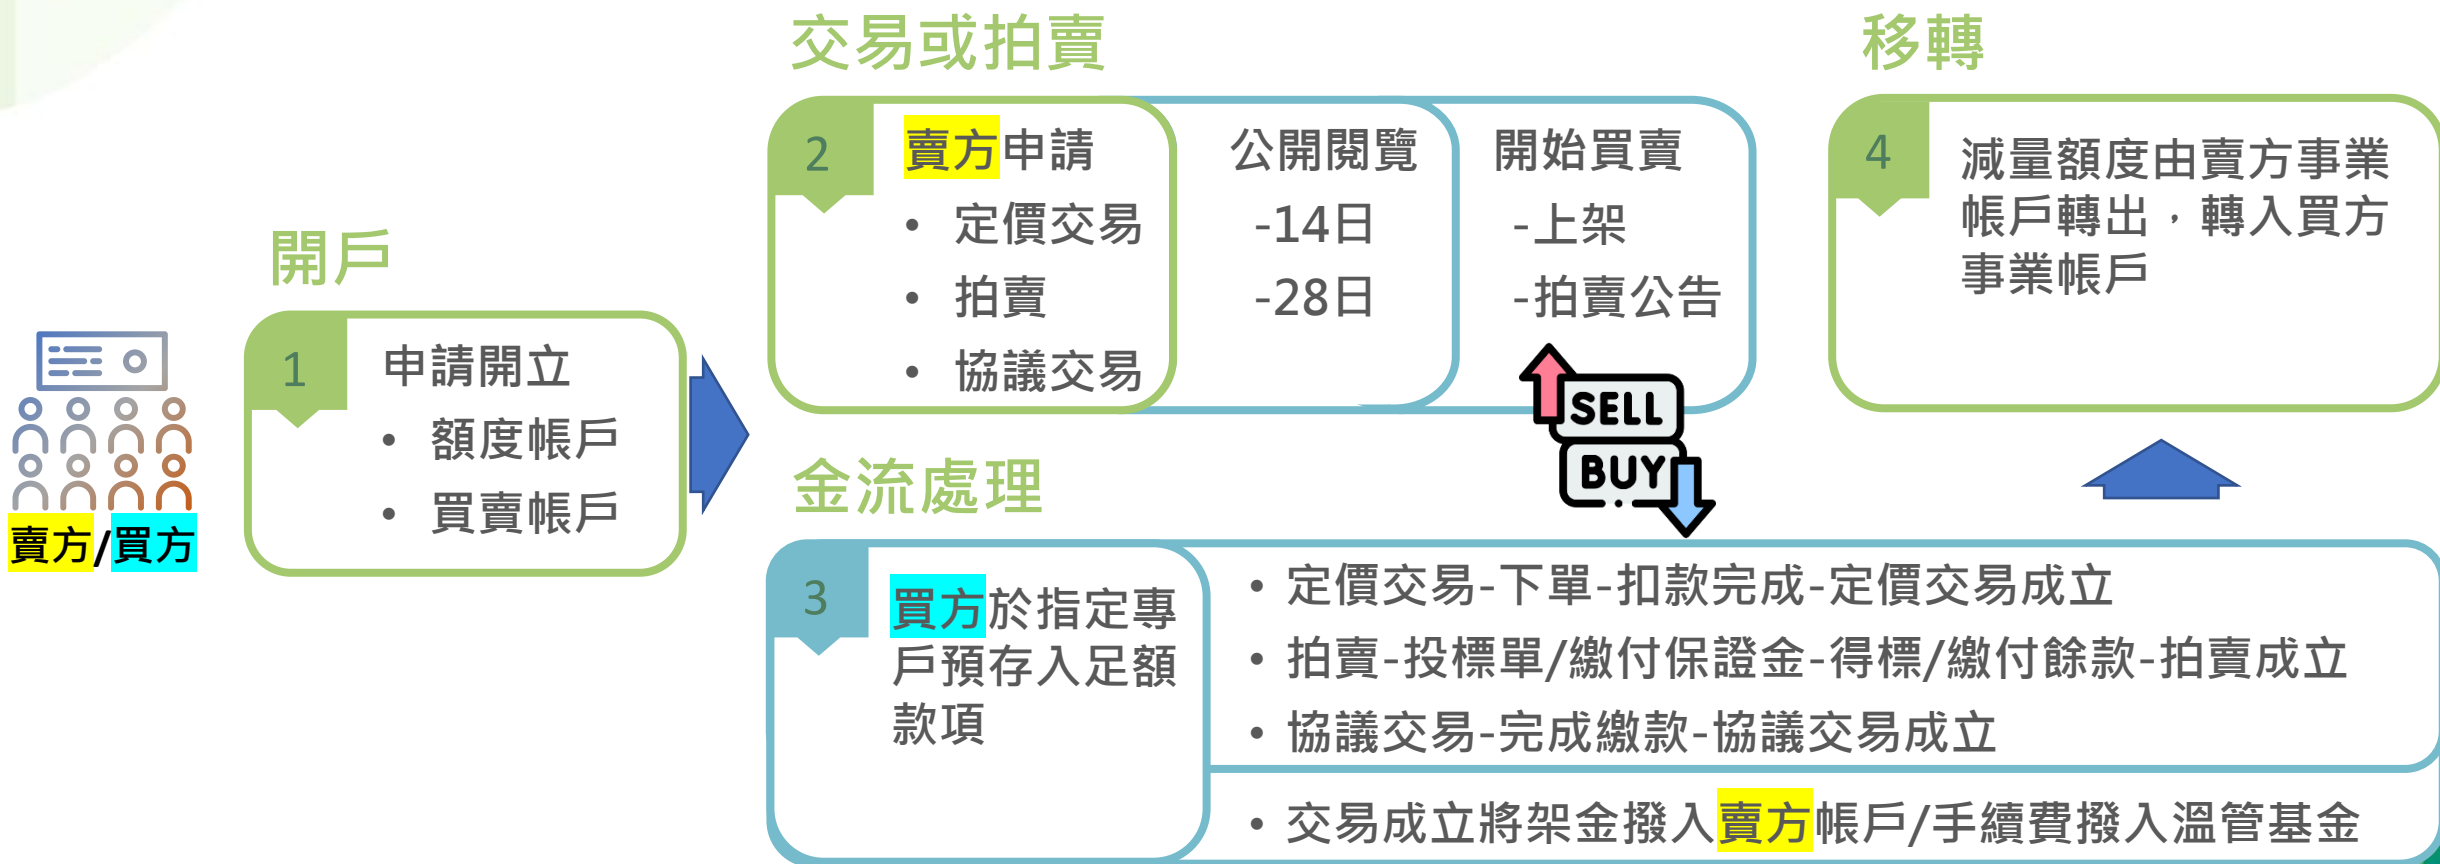 開戶
1
申請開立
• 額度帳戶
• 買賣帳戶
賣方/買方
交易或拍賣
2
賣方申請
• 定價交易
• 拍賣
• 協議交易
公開閱覽
-14日
-28日
開始買賣
-上架
-拍賣公告
SELL
BUY
金流處理
3
買方於指定專
戶預存入足額
款項
• 定價交易-下單-扣款完成-定價交易成立
• 拍賣-投標單/繳付保證金-得標/繳付餘款-拍賣成立
• 協議交易-完成繳款-協議交易成立
• 交易成立將架金撥入賣方帳戶/手續費撥入溫管基金
移轉
4
減量額度由賣方事業
帳戶轉出，轉入買方
事業帳戶